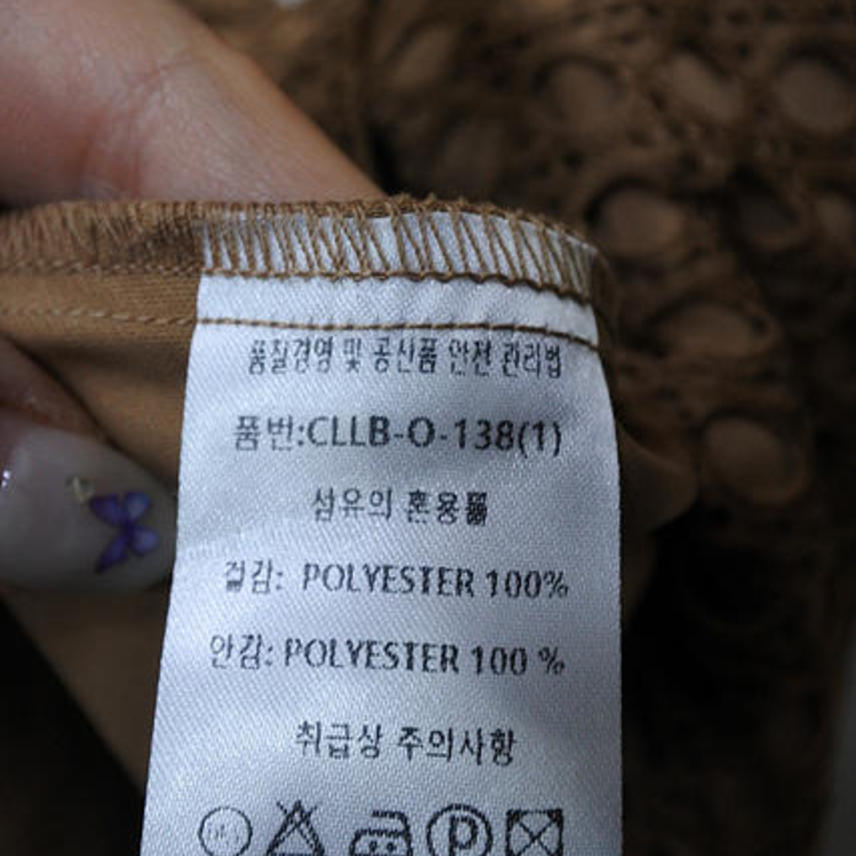 품질경영 및 공산품 안전 관리법
품번:CLLB-O-138(1)
섬유의 혼용률
겉감: POLYESTER 100%
안감: POLYESTER 100 %
취급상 주의사항
P